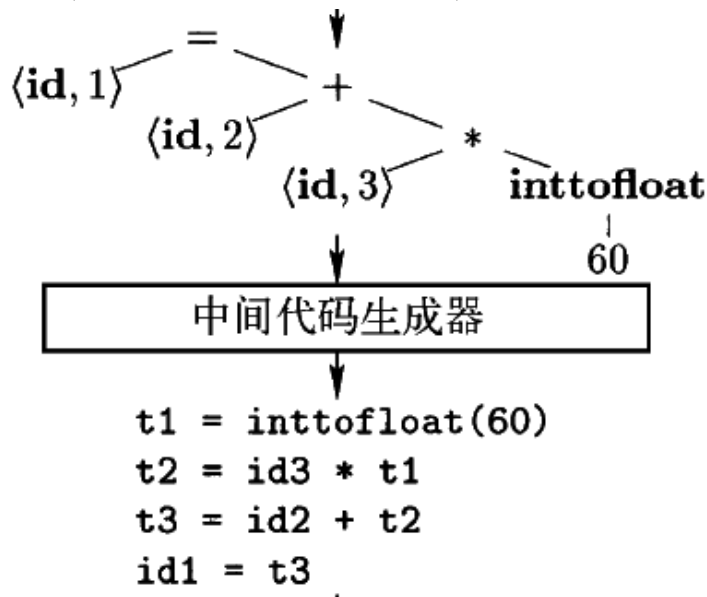 =
⟨id, 1⟩
+
⟨id, 2⟩
*
⟨id, 3⟩
inttofloat
60
中间代码生成器
t1 = inttofloat(60)
t2 = id3 * t1
t3 = id2 + t2
id1 = t3